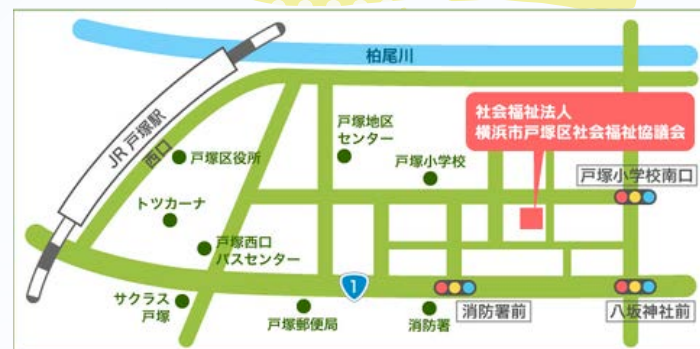 柏尾川
JR 戸塚駅
西口
社会福祉法人
横浜市戸塚区社会福祉協議会
戸塚地区
センター
戸塚区役所
戸塚小学校
戸塚小学校南口
トツカーナ
戸塚西口
バスセンター
1
サクラス
戸塚
戸塚郵便局
消防署
消防署前
八坂神社前